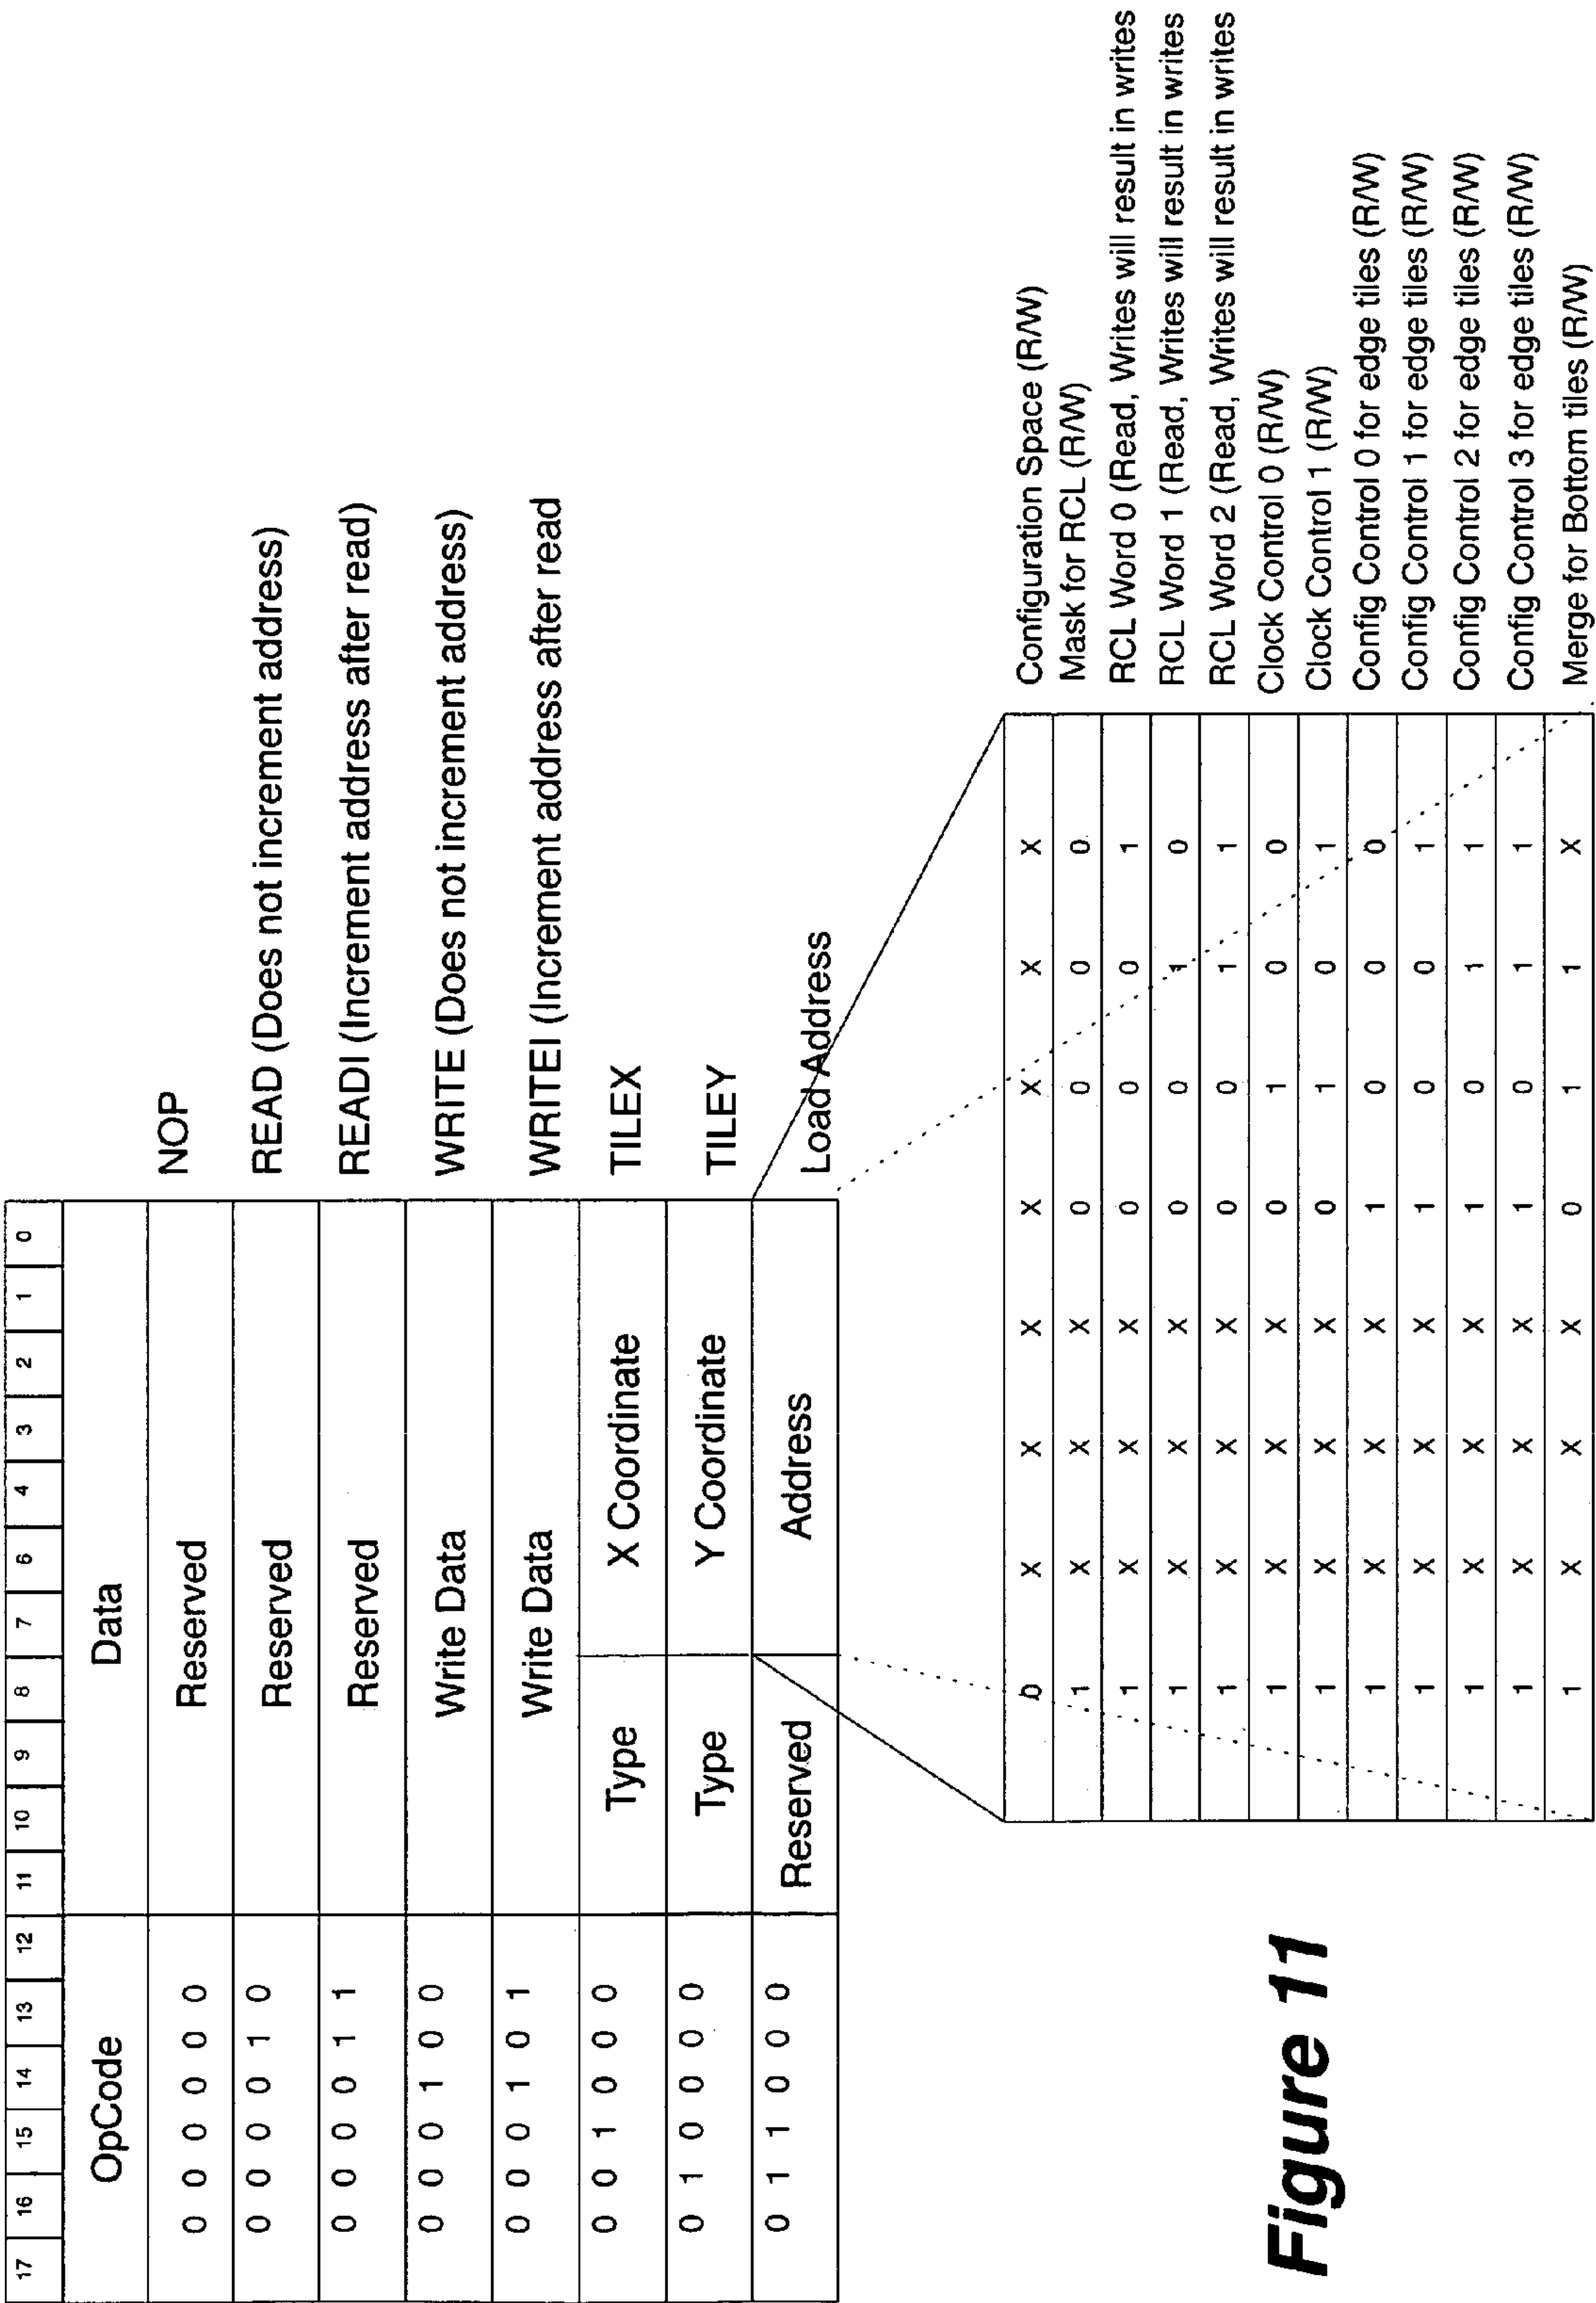 17 16 15 14 13 12 11 10 9 8 7 6 4 3 2 1 0
OpCode Data
0 0 0 0 0 0 Reserved NOP
0 0 0 0 1 0 Reserved READ (Does not increment address)
0 0 0 0 1 1 Reserved READI (Increment address after read)
0 0 0 1 0 0 Write Data WRITE (Does not increment address)
0 0 0 1 0 1 Write Data WRITEI (Increment address after read
0 0 1 0 0 0 Type X Coordinate TILEX
0 1 0 0 0 0 Type Y Coordinate TILEY
0 1 1 0 0 0 Reserved Address Load Address
0 X X X X X X X Configuration Space (R/W)
1 X X X 0 0 0 0 Mask for RCL (R/W)
1 X X X 0 0 0 1 RCL Word 0 (Read, Writes will result in writes
1 X X X 0 0 1 0 RCL Word 1 (Read, Writes will result in writes
1 X X X 0 0 1 1 RCL Word 2 (Read, Writes will result in writes
1 X X X 0 1 0 0 Clock Control 0 (R/W)
1 X X X 0 1 0 1 Clock Control 1 (R/W)
1 X X X 1 0 0 0 Config Control 0 for edge tiles (R/W)
1 X X X 1 0 0 1 Config Control 1 for edge tiles (R/W)
1 X X X 1 0 1 1 Config Control 2 for edge tiles (R/W)
1 X X X 1 0 1 1 Config Control 3 for edge tiles (R/W)
1 X X X 0 1 1 X Merge for Bottom tiles (R/W)
Figure 11